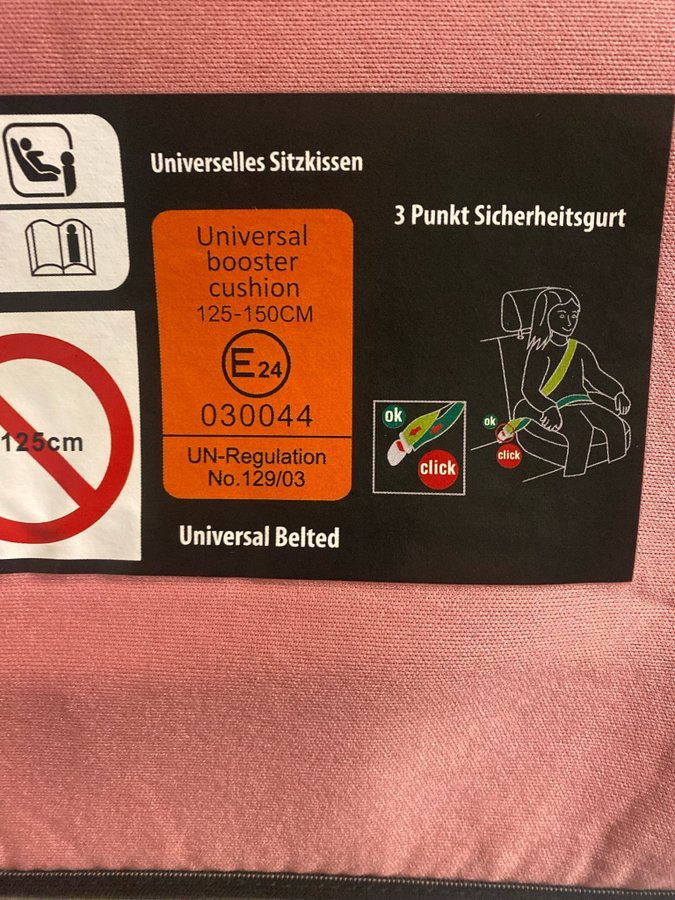 Universelles Sitzkissen
3 Punkt Sicherheitsgurt
Universal
booster
cushion
125-150CM
E24
030044
UN-Regulation
No.129/03
Universal Belted
125cm
ok
click
ok
click